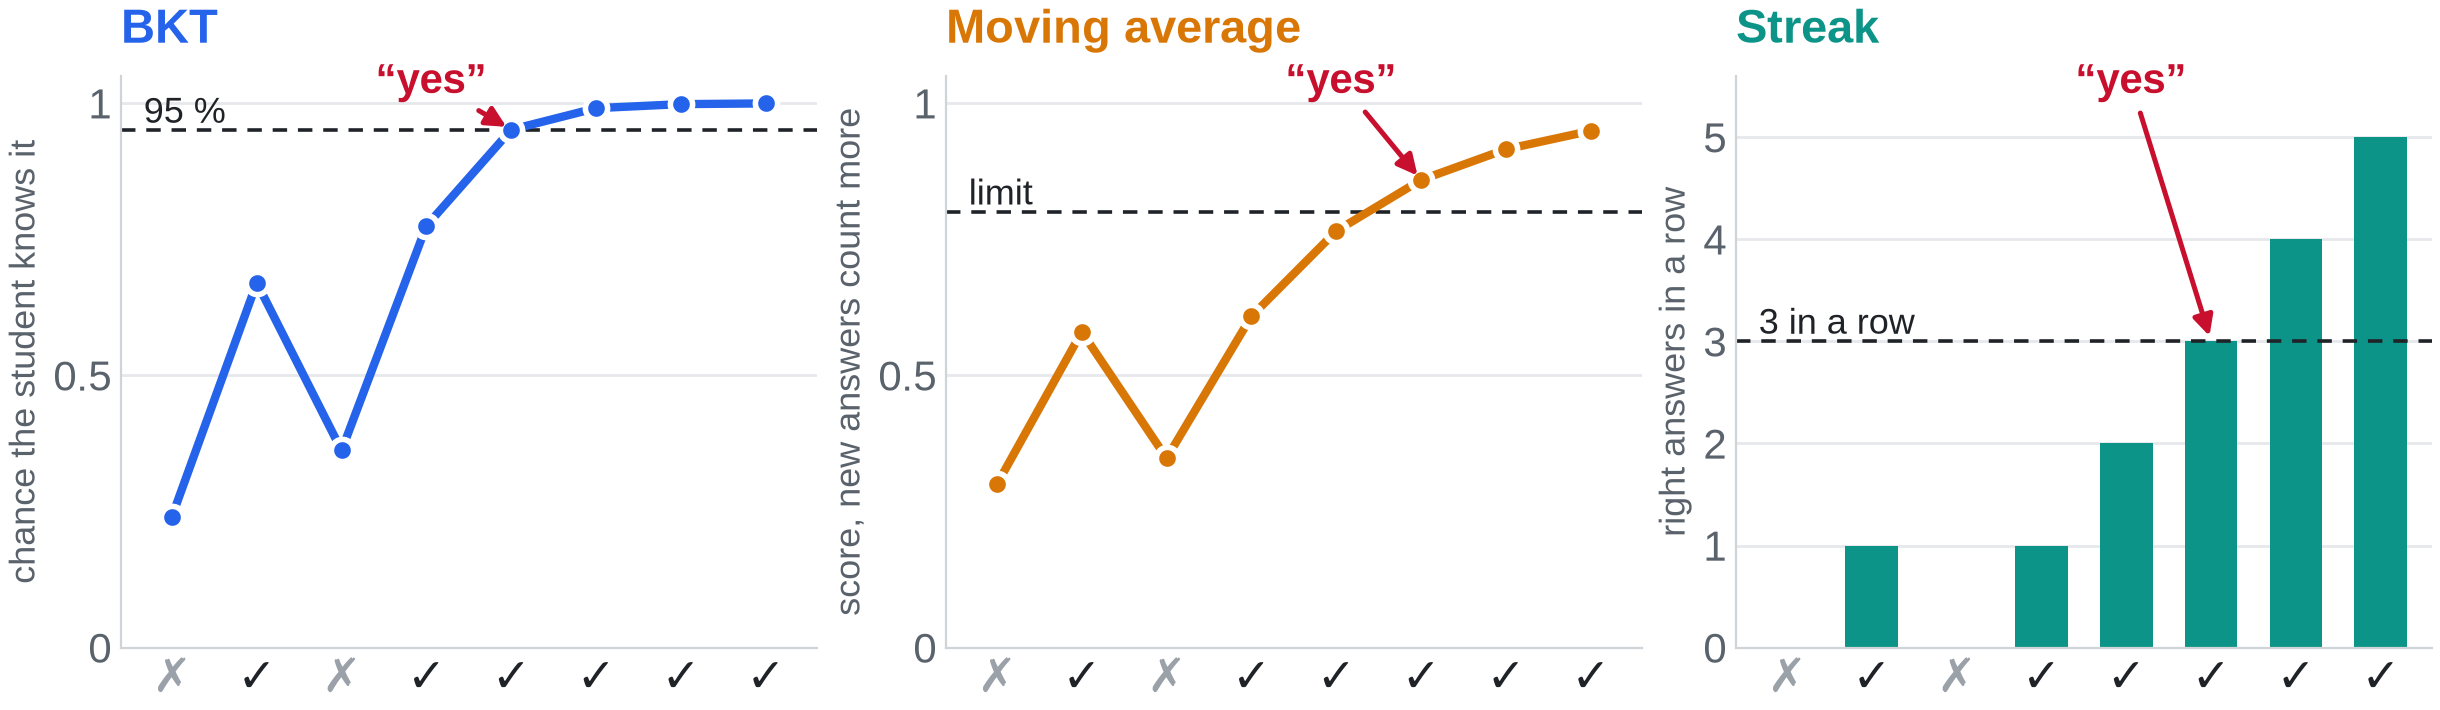 BKT
“yes”
95 %
1
0.5
0
chance the student knows it
✗ ✓ ✗ ✓ ✓ ✓ ✓ ✓
Moving average
“yes”
limit
1
0.5
0
score, new answers count more
✗ ✓ ✗ ✓ ✓ ✓ ✓ ✓
Streak
“yes”
3 in a row
5
4
3
2
1
0
right answers in a row
✗ ✓ ✗ ✓ ✓ ✓ ✓ ✓